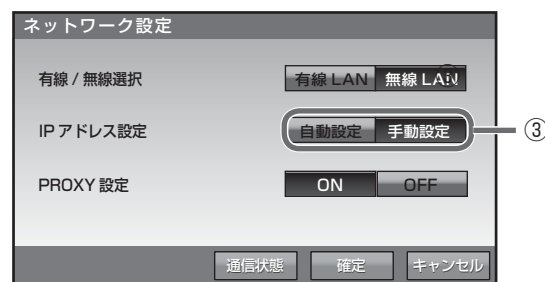 ネットワーク設定
有線 / 無線選択 有線 LAN 無線 LAN
IP アドレス設定 自動設定 手動設定 ③
PROXY 設定 ON OFF
通信状態 確定 キャンセル